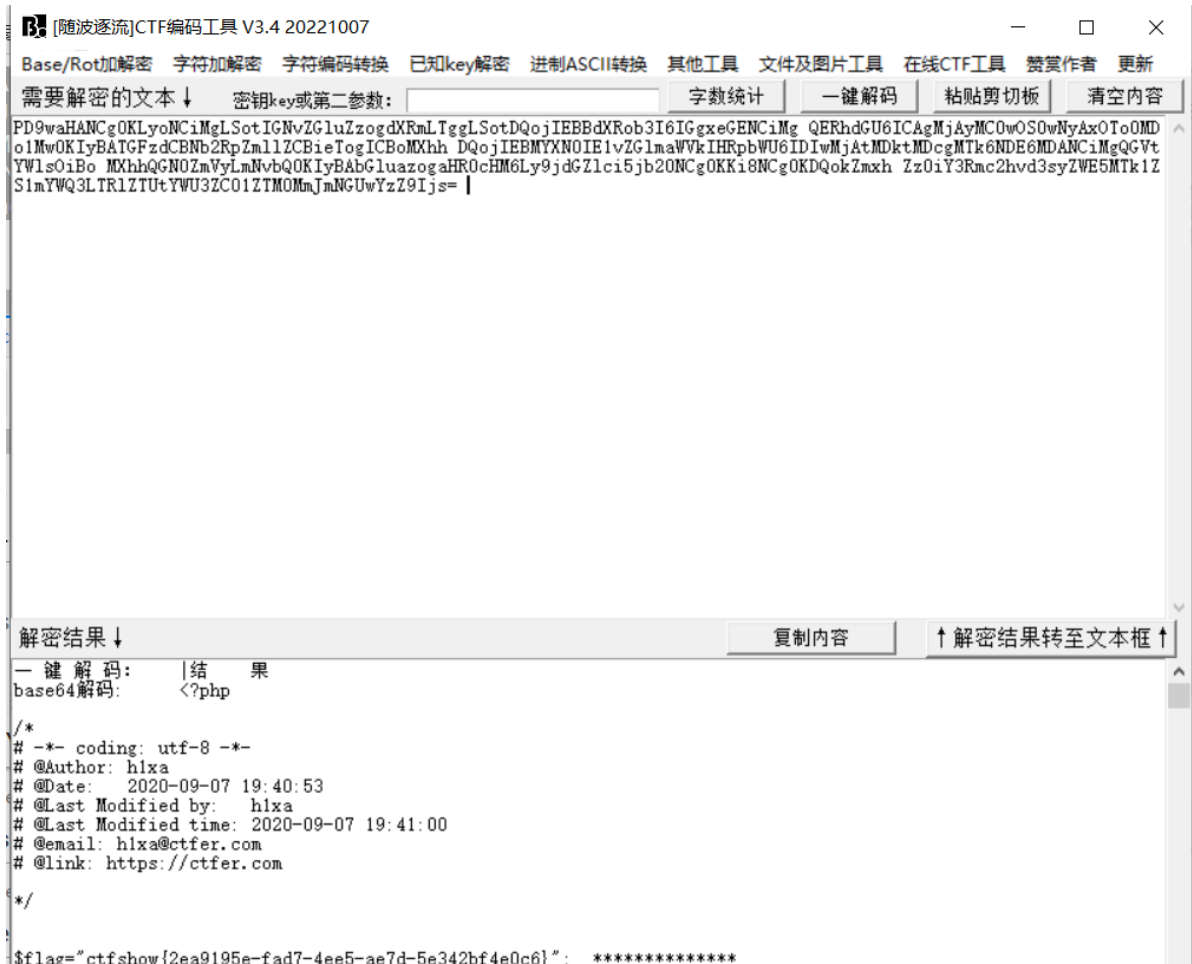 [随波逐流]CTF编码工具 V3.4 20221007
Base/Rot加解密 字符加解密 字符编码转换 已知key解密 进制ASCII转换 其他工具 文件及图片工具 在线CTF工具 赞赏作者 更新
需要解密的文本↓ 密钥key或第二参数: 字数统计 一键解码 粘贴剪切板 清空内容
PD9waHANCg0KLyoNCiMgLSotIGNvZGluZzogdXRmLTggLSotDQojIEBBdXRob3I6IGgxeGENCiMg QERhdGU6ICAgMjAyMC0wOS0wNyAxOTo0MD
o1Mw0KIyBATGFzdCBNb2RpZmllZCBieTogICBoMXhh DQojIEBMYXN0IE1vZGlmaWVkIHRpbWU6IDIwMjAtMDktMDcgMTk6NDE6MDANCiMgQGVt
YWlsOiBo MXhhQGN0ZmVyLmNvbQ0KIyBAbGluazogaHR0cHM6Ly9jdGZlci5jb20NCg0KKi8NCg0KDQokZmxh Zz0iY3Rmc2hvd3syZWE5MTk1Z
S1mYWQ3LTRlZTUtYWU3ZC01ZTM0MmJmNGUwYzZ9Ijs=
解密结果↓ 复制内容 ↑解密结果转至文本框↑
一 键 解 码: |结 果
base64解码: <?php
/*
# -*- coding: utf-8 -*-
# @Author: h1xa
# @Date: 2020-09-07 19:40:53
# @Last Modified by: h1xa
# @Last Modified time: 2020-09-07 19:41:00
# @email: h1xa@ctfer.com
# @link: https://ctfer.com
*/
$flag="ctfshow{2ea9195e-fad7-4ee5-ae7d-5e342bf4e0c6}"; **************